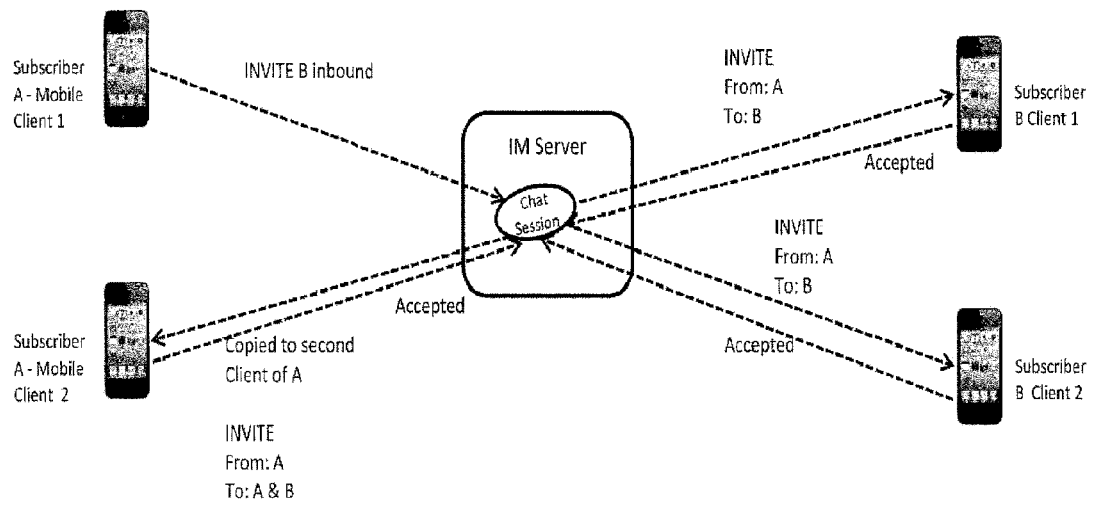 Subscriber
A - Mobile
Client 1
INVITE B inbound
INVITE
From: A
To: B
Subscriber
B Client 1
IM Server
Accepted
Chat
Session
INVITE
From: A
To: B
Accepted
Subscriber
A - Mobile
Client 2
Copied to second
Client of A
Accepted
Subscriber
B Client 2
INVITE
From: A
To: A & B